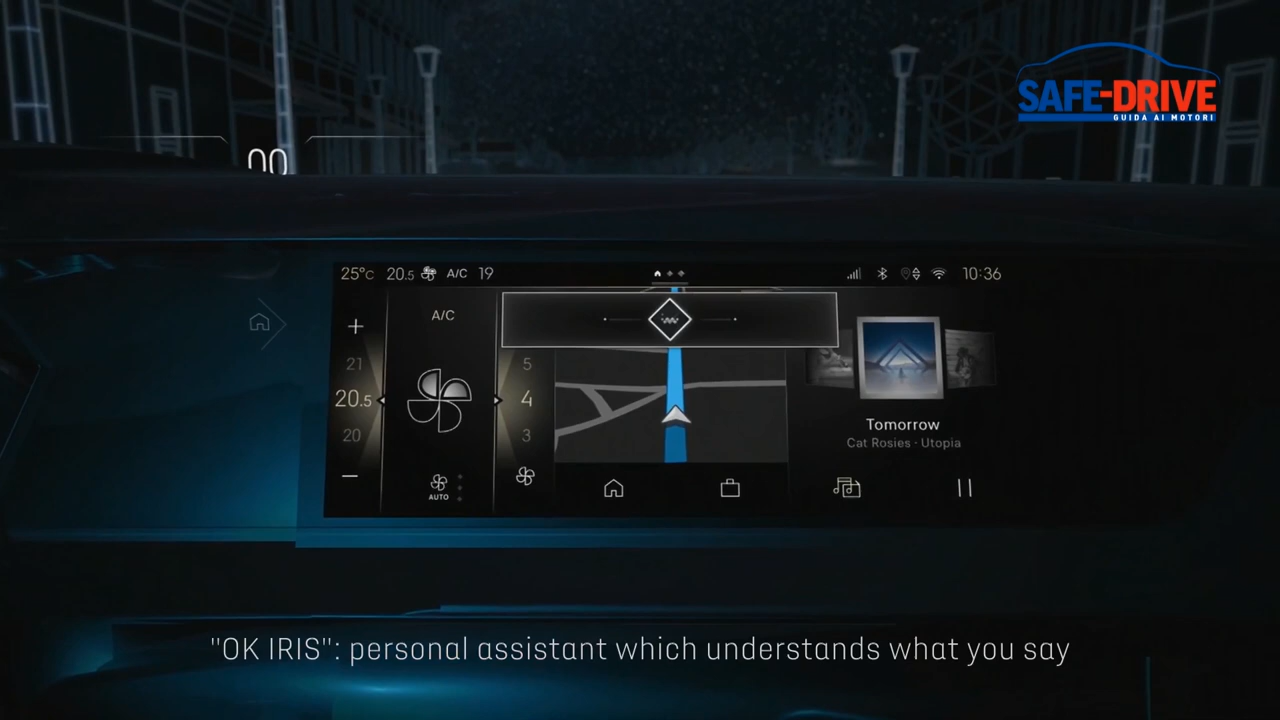 SAFE-DRIVE
GUIDA AI MOTORI
00
25°C 20.5 A/C 19 10:36
A/C
21
20.5
20
5
4
3
AUTO
Tomorrow
Cat Rosies · Utopia
"OK IRIS": personal assistant which understands what you say